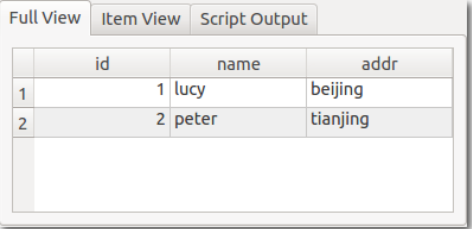 Full View Item View Script Output
id name addr
1 1 lucy beijing
2 2 peter tianjing